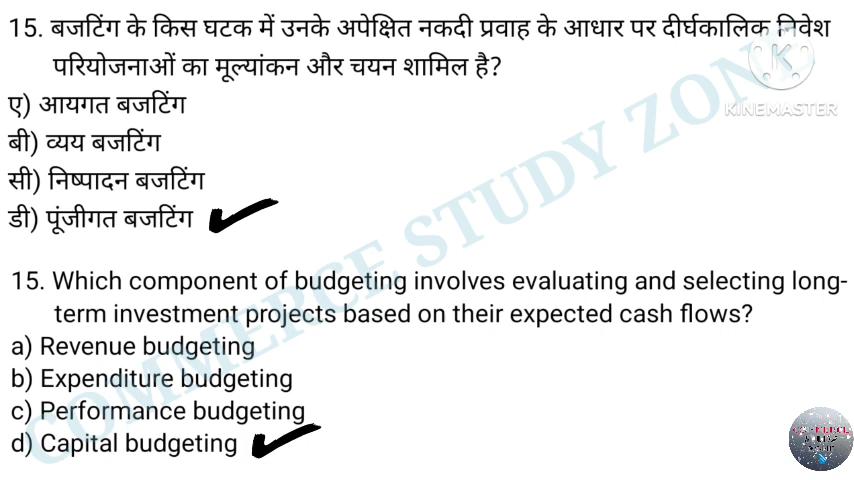 15. बजटिंग के किस घटक में उनके अपेक्षित नकदी प्रवाह के आधार पर दीर्घकालिक निवेश
परियोजनाओं का मूल्यांकन और चयन शामिल है?
ए) आयगत बजटिंग
बी) व्यय बजटिंग
सी) निष्पादन बजटिंग
डी) पूंजीगत बजटिंग
KINEMASTER
COMMERCE STUDY ZONE
15. Which component of budgeting involves evaluating and selecting long-
term investment projects based on their expected cash flows?
a) Revenue budgeting
b) Expenditure budgeting
c) Performance budgeting
d) Capital budgeting